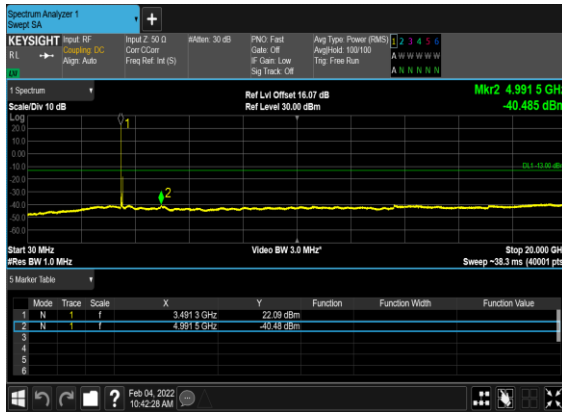 Spectrum Analyzer 1
Swept SA
+
KEYSIGHT Input: RF Input Z: 50 Ω #Atten: 30 dB PNO: Fast Avg Type: Power (RMS) 1 2 3 4 5 6
RL Coupling: DC Corr CCorr Gate: Off Avg|Hold: 100/100 A W W W W W
Align: Auto Freq Ref: Int (S) IF Gain: Low Trig: Free Run
Sig Track: Off A N N N N N
1 Spectrum Ref Lvl Offset 16.07 dB Mkr2 4.991 5 GHz
Scale/Div 10 dB Ref Level 30.00 dBm -40.485 dBm
Log
20.0
10.0
0.00
-10.0
-20.0
-30.0
-40.0
-50.0
-60.0
1
DL1 -13.00 dBm
2
Start 30 MHz Video BW 3.0 MHz* Stop 20.000 GHz
#Res BW 1.0 MHz Sweep ~38.3 ms (40001 pts)
5 Marker Table
Mode Trace Scale X Y Function Function Width Function Value
1 N 1 f 3.491 3 GHz 22.09 dBm
2 N 1 f 4.991 5 GHz -40.48 dBm
3
4
5
6
? Feb 04, 2022
10:42:28 AM